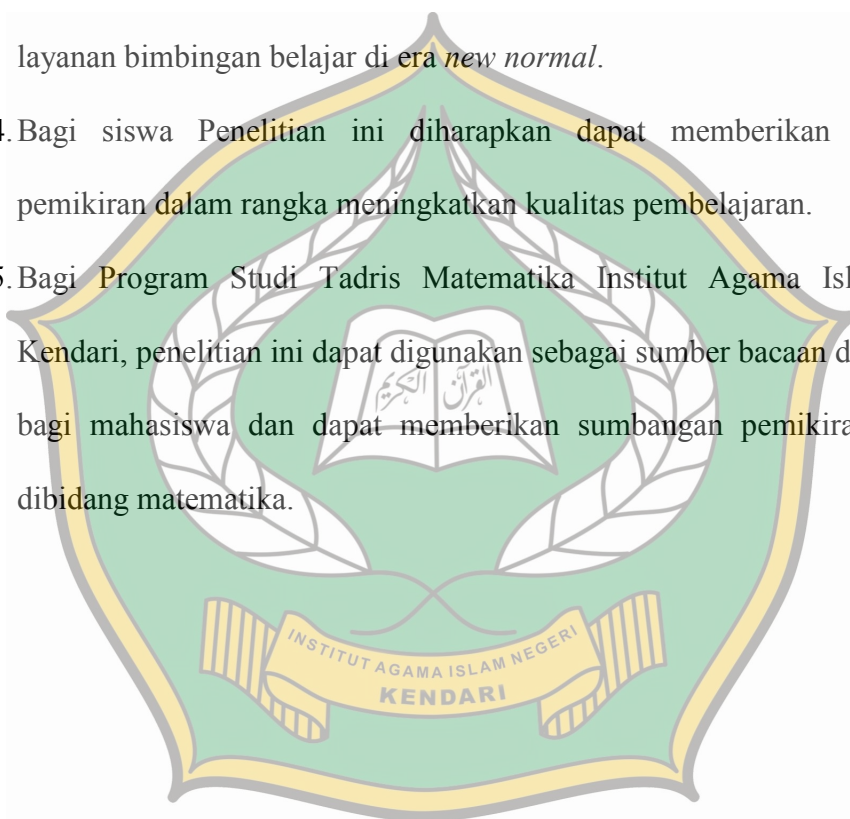 layanan bimbingan belajar di era new normal.
4. Bagi siswa Penelitian ini diharapkan dapat memberikan
pemikiran dalam rangka meningkatkan kualitas pembelajaran.
5. Bagi Program Studi Tadris Matematika Institut Agama
Kendari, penelitian ini dapat digunakan sebagai sumber bacaan
bagi mahasiswa dan dapat memberikan sumbangan
dibidang matematika.
القرآن الكريم
INSTITUT AGAMA ISLAM NEGERI
KENDARI